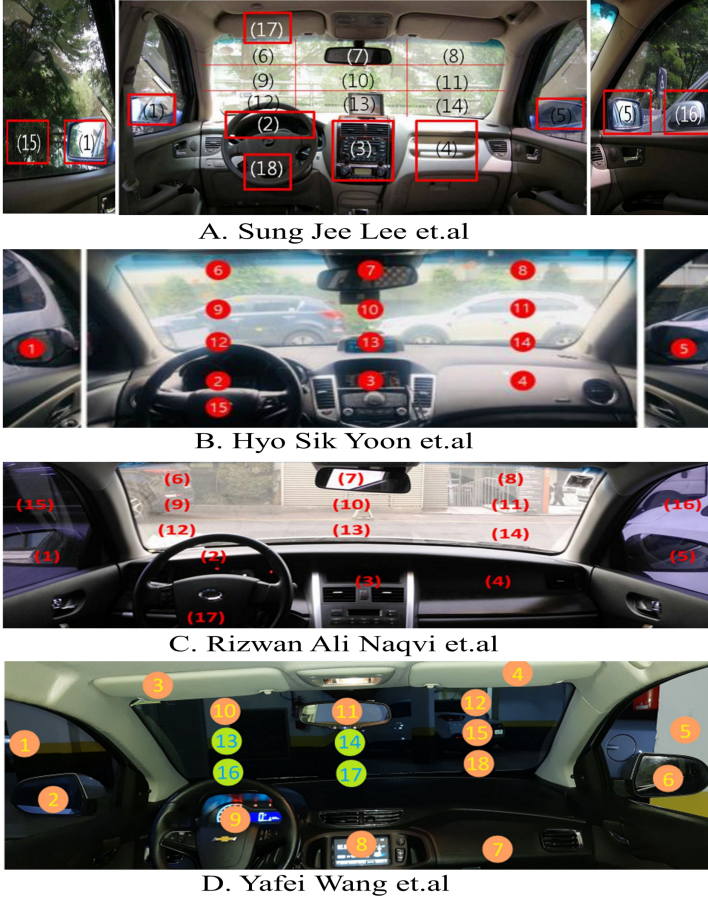 (17)
(6) (7) (8)
(9) (10) (11)
(12) (13) (14)
(1) (5) (5) (16)
(15) (1) (2)
(3) (4)
(18)
A. Sung Jee Lee et.al
6 7 8
9 10 11
1 12 13 14 5
2 3 4
15
B. Hyo Sik Yoon et.al
(6) (7) (8)
(15) (9) (10) (11) (16)
(12) (13) (14)
(1) (2) (5)
(3) (4)
(17)
C. Rizwan Ali Naqvi et.al
3 4
10 11 12
1 13 14 15 5
16 17 18
2 6
9
8 7
D. Yafei Wang et.al